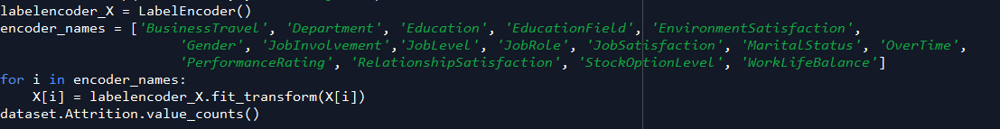 labelencoder_X = LabelEncoder()
encoder_names = ['BusinessTravel', 'Department', 'Education', 'EducationField', 'EnvironmentSatisfaction',
'Gender', 'JobInvolvement','JobLevel', 'JobRole', 'JobSatisfaction', 'MaritalStatus', 'OverTime',
'PerformanceRating', 'RelationshipSatisfaction', 'StockOptionLevel', 'WorkLifeBalance']
for i in encoder_names:
    X[i] = labelencoder_X.fit_transform(X[i])
dataset.Attrition.value_counts()